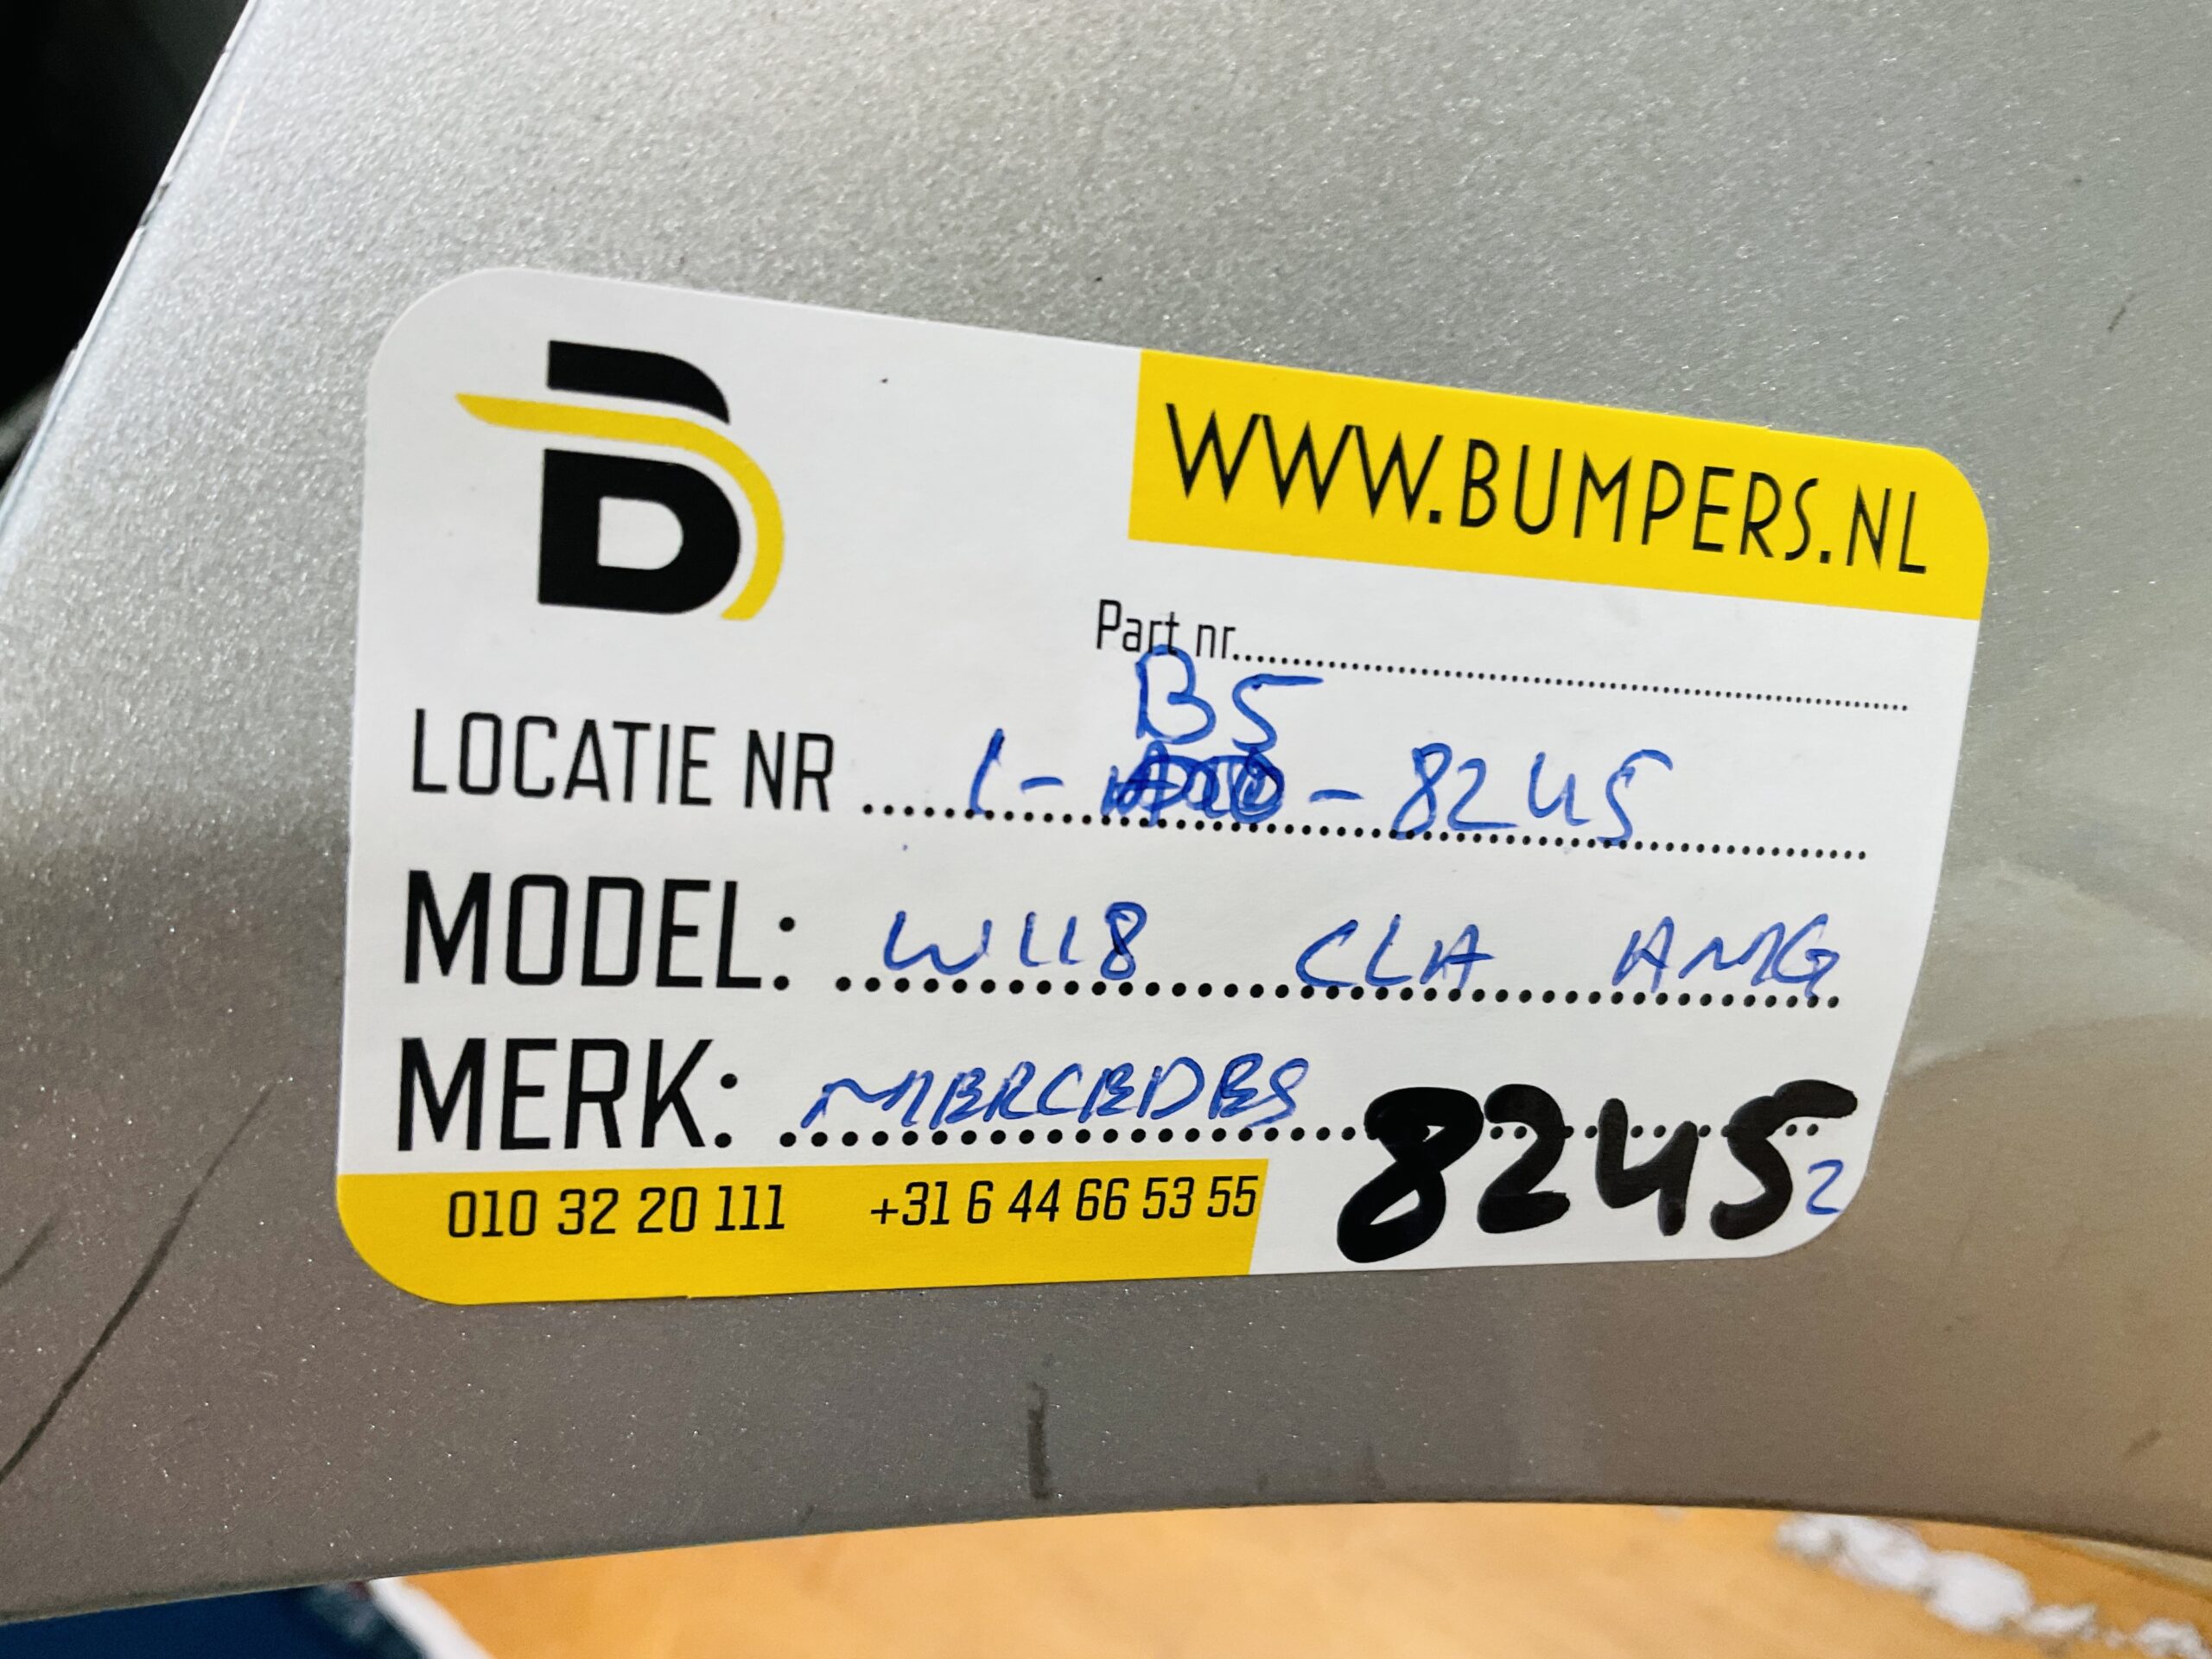 B
WWW.BUMPERS.NL
Part nr.
B5
LOCATIE NR 1- - 8245
MODEL: W118 CLA AMG
MERK: MERCEDES
8245 2
010 32 20 111 +31 6 44 66 53 55